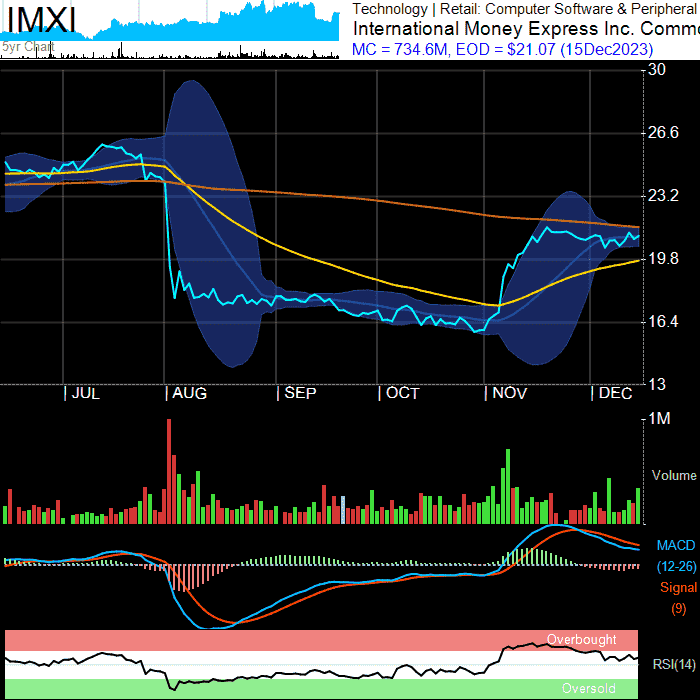 IMXI
5yr Chart
Technology | Retail: Computer Software & Peripheral
International Money Express Inc. Comm
MC = 734.6M, EOD = $21.07 (15Dec2023)
30
26.6
23.2
19.8
16.4
13
JUL AUG SEP OCT NOV DEC
1M
Volume
MACD
(12-26)
Signal
(9)
Overbought
RSI(14)
Oversold